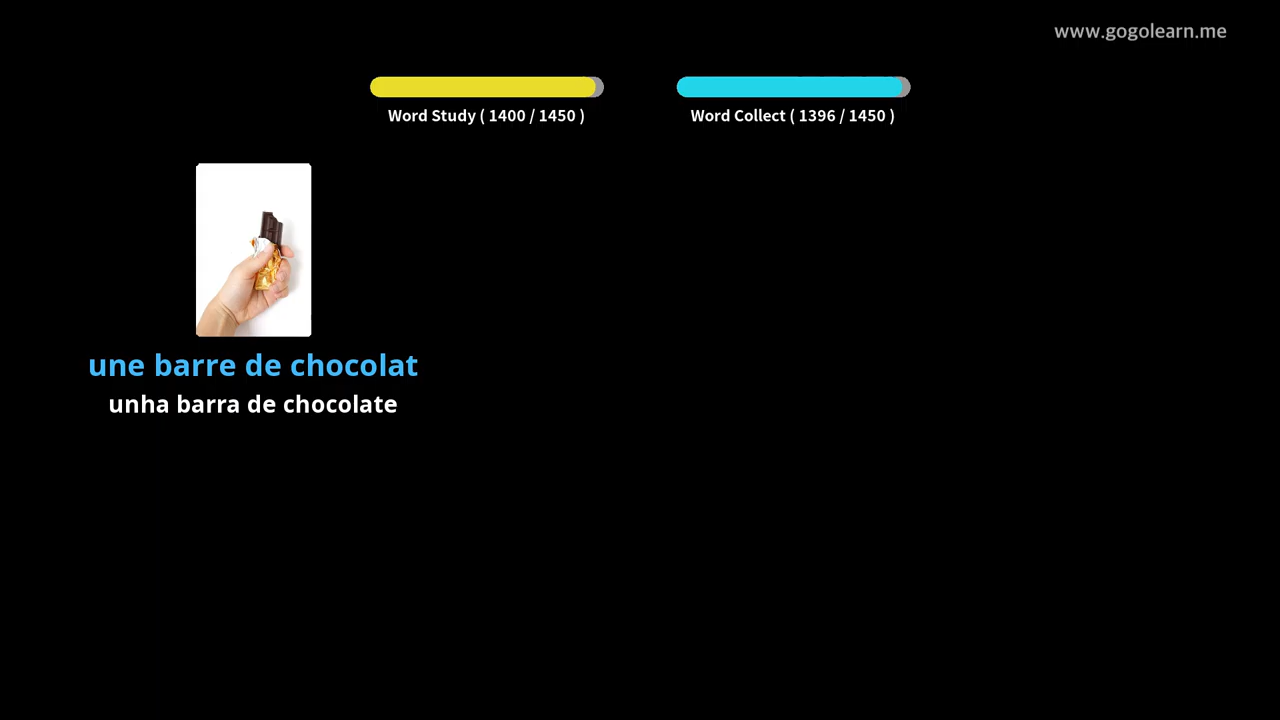 www.gogolearn.me
Word Study ( 1400 / 1450 )
Word Collect ( 1396 / 1450 )
une barre de chocolat
unha barra de chocolate